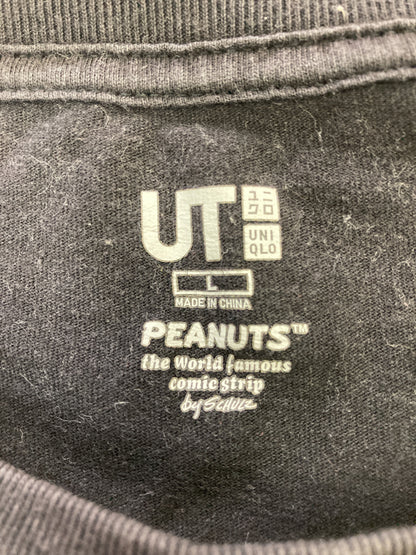 UT ユニ
クロ
UNI
QLO
L
MADE IN CHINA
PEANUTS™
the World famous
comic strip
by SCHULZ